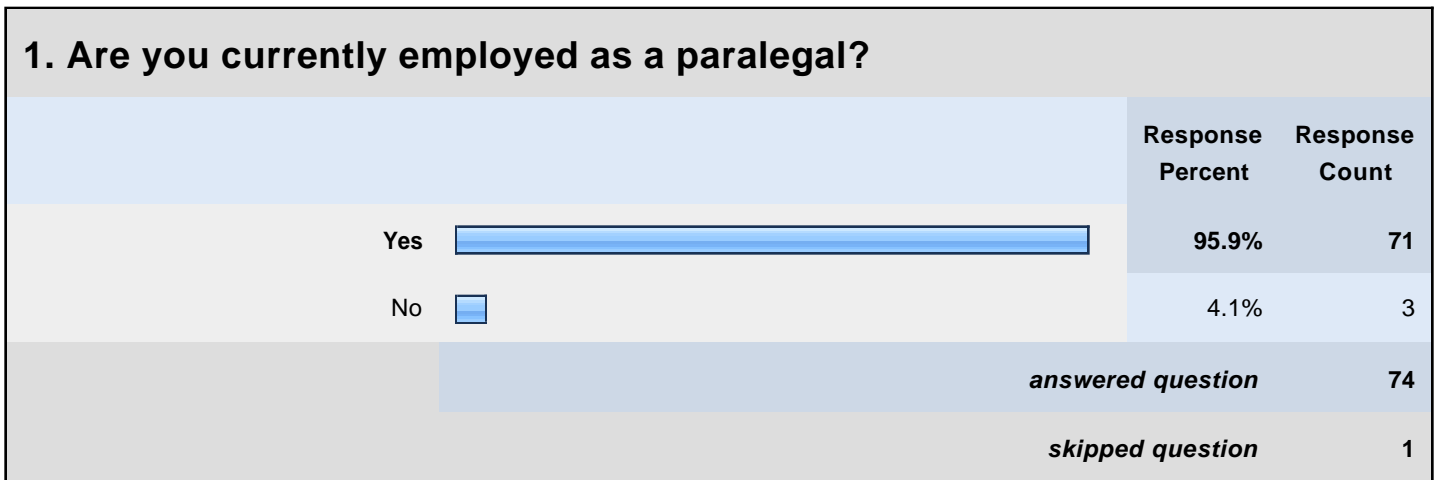 1. Are you currently employed as a paralegal?
Response Response
Percent Count
Yes 95.9% 71
No 4.1% 3
answered question 74
skipped question 1